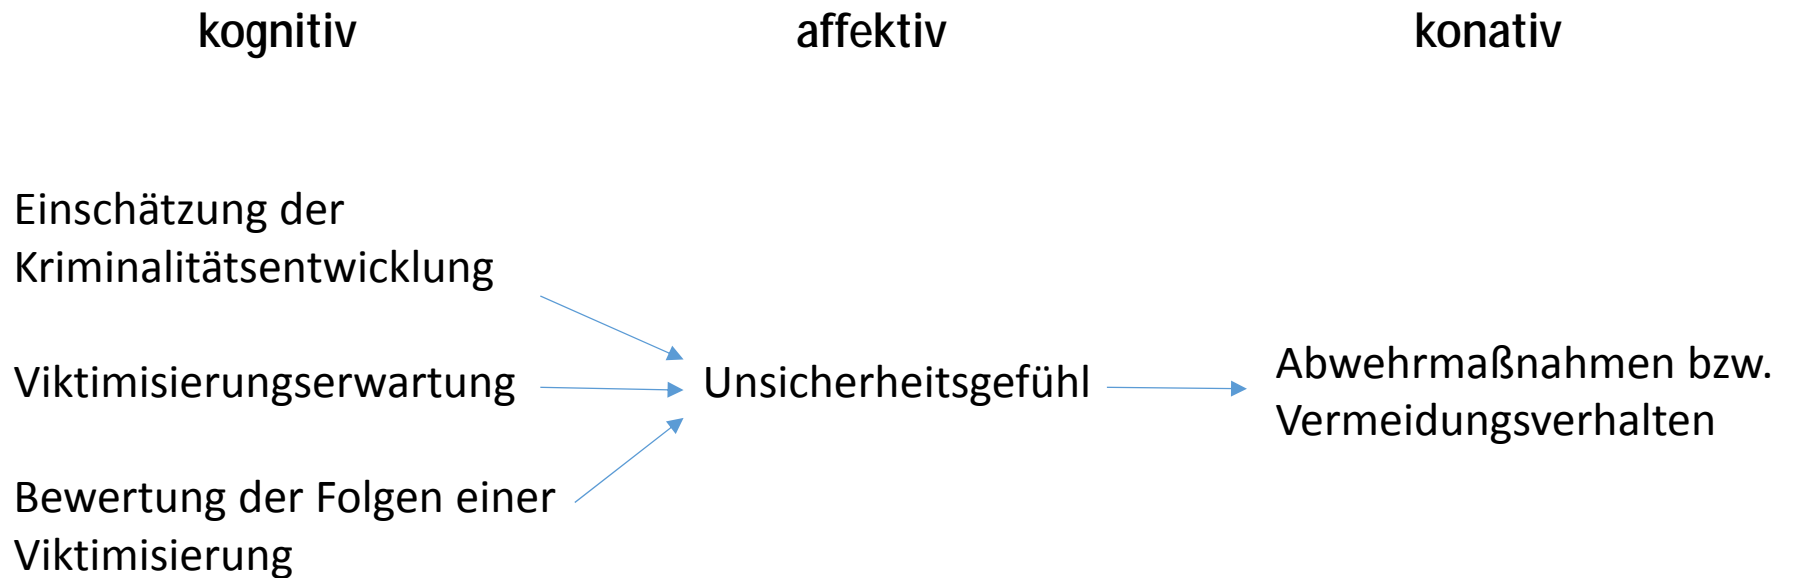 kognitiv affektiv konativ
Einschätzung der
Kriminalitätsentwicklung
Viktimisierungserwartung
Bewertung der Folgen einer
Viktimisierung
Unsicherheitsgefühl
Abwehrmaßnahmen bzw.
Vermeidungsverhalten